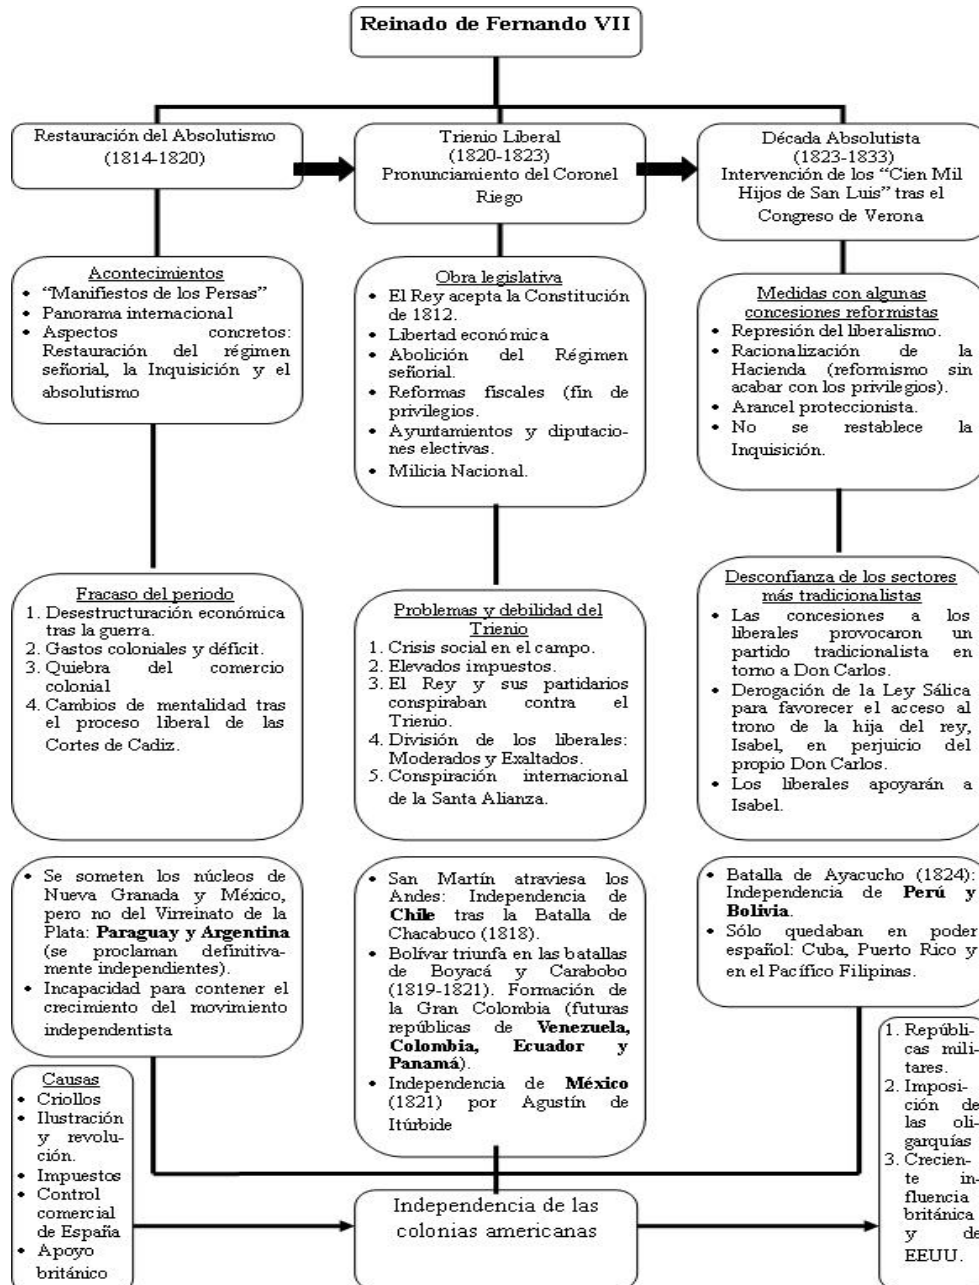 Reinado de Fernando VII
Restauración del Absolutismo
(1814-1820)
Trienio Liberal
(1820-1823)
Pronunciamiento del Coronel
Riego
Década Absolutista
(1823-1833)
Intervención de los “Cien Mil
Hijos de San Luis” tras el
Congreso de Verona
Acontecimientos
• “Manifiestos de los Persas”
• Panorama internacional
• Aspectos concretos:
Restauración del régimen
señorial, la Inquisición y el
absolutismo
Obra legislativa
• El Rey acepta la Constitución
de 1812.
• Libertad económica
• Abolición del Régimen
señorial.
• Reformas fiscales (fin de
privilegios.
• Ayuntamientos y diputacio-
nes electivas.
• Milicia Nacional.
Medidas con algunas
concesiones reformistas
• Represión del liberalismo.
• Racionalización de la
Hacienda (reformismo sin
acabar con los privilegios).
• Arancel proteccionista.
• No se restablece la
Inquisición.
Fracaso del periodo
1. Desestructuración económica
tras la guerra.
2. Gastos coloniales y déficit.
3. Quiebra del comercio
colonial
4. Cambios de mentalidad tras
el proceso liberal de las
Cortes de Cadiz.
Problemas y debilidad del
Trienio
1. Crisis social en el campo.
2. Elevados impuestos.
3. El Rey y sus partidarios
conspiraban contra el
Trienio.
4. División de los liberales:
Moderados y Exaltados.
5. Conspiración internacional
de la Santa Alianza.
Desconfianza de los sectores
más tradicionalistas
• Las concesiones a los
liberales provocaron un
partido tradicionalista en
torno a Don Carlos.
• Derogación de la Ley Sálica
para favorecer el acceso al
trono de la hija del rey,
Isabel, en perjuicio del
propio Don Carlos.
• Los liberales apoyarán a
Isabel.
• Se someten los núcleos de
Nueva Granada y México,
pero no del Virreinato de la
Plata: Paraguay y Argentina
(se proclaman definitiva-
mente independientes).
• Incapacidad para contener el
crecimiento del movimiento
independentista
• San Martín atraviesa los
Andes: Independencia de
Chile tras la Batalla de
Chacabuco (1818).
• Bolívar triunfa en las batallas
de Boyacá y Carabobo
(1819-1821). Formación de
la Gran Colombia (futuras
repúblicas de Venezuela,
Colombia, Ecuador y
Panamá).
• Independencia de México
(1821) por Agustín de
Itúrbide
• Batalla de Ayacucho (1824):
Independencia de Perú y
Bolivia.
• Sólo quedaban en poder
español: Cuba, Puerto Rico y
en el Pacífico Filipinas.
Causas
• Criollos
• Ilustración
y revolu-
ción.
• Impuestos
• Control
comercial
de España
• Apoyo
británico
Independencia de las
colonias americanas
1. Repúbli-
cas mili-
tares.
2. Imposi-
ción de
las oli-
garquías
3. Crecien-
te in-
fluencia
británica
y de
EEUU.